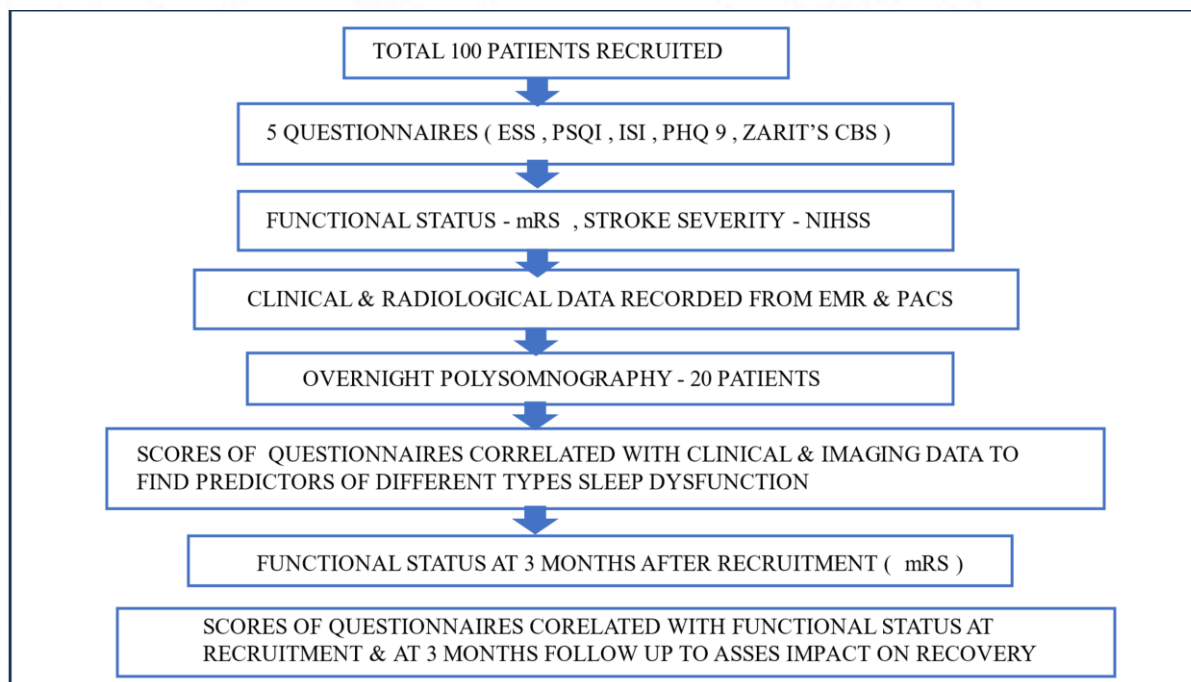 TOTAL 100 PATIENTS RECRUITED
5 QUESTIONNAIRES ( ESS , PSQI , ISI , PHQ 9 , ZARIT’S CBS )
FUNCTIONAL STATUS - mRS , STROKE SEVERITY - NIHSS
CLINICAL & RADIOLOGICAL DATA RECORDED FROM EMR & PACS
OVERNIGHT POLYSOMNOGRAPHY - 20 PATIENTS
SCORES OF QUESTIONNAIRES CORRELATED WITH CLINICAL & IMAGING DATA TO
FIND PREDICTORS OF DIFFERENT TYPES SLEEP DYSFUNCTION
FUNCTIONAL STATUS AT 3 MONTHS AFTER RECRUITMENT ( mRS )
SCORES OF QUESTIONNAIRES CORELATED WITH FUNCTIONAL STATUS AT
RECRUITMENT & AT 3 MONTHS FOLLOW UP TO ASSES IMPACT ON RECOVERY